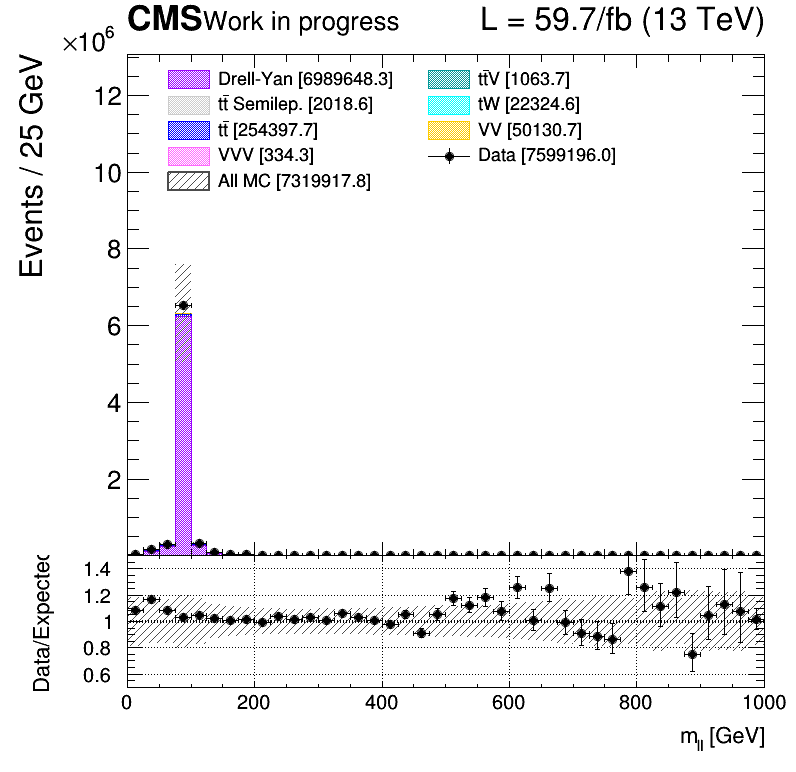 CMS Work in progress L = 59.7/fb (13 TeV)
×10⁶
Events / 25 GeV
Drell-Yan [6989648.3]
tt̄ Semilep. [2018.6]
tt̄ [254397.7]
VVV [334.3]
All MC [7319917.8]
tt̄V [1063.7]
tW [22324.6]
VV [50130.7]
Data [7599196.0]
12
10
8
6
4
2
Data/Expected
1.4
1.2
1
0.8
0.6
0 200 400 600 800 1000
m_ll [GeV]